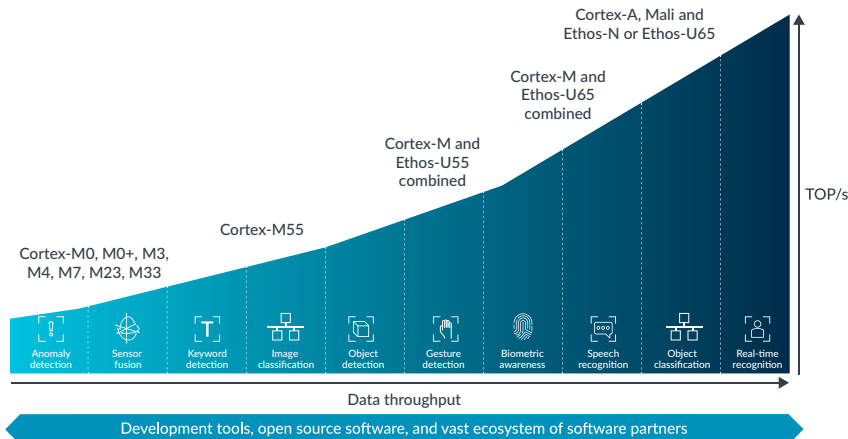 Cortex-A, Mali and
Ethos-N or Ethos-U65
Cortex-M and
Ethos-U65
combined
Cortex-M and
Ethos-U55
combined
TOP/s
Cortex-M55
Cortex-M0, M0+, M3,
M4, M7, M23, M33
T
Anomaly
detection
Sensor
fusion
Keyword
detection
Image
classification
Object
detection
Gesture
detection
Biometric
awareness
Speech
recognition
Object
classification
Real-time
recognition
Data throughput
Development tools, open source software, and vast ecosystem of software partners